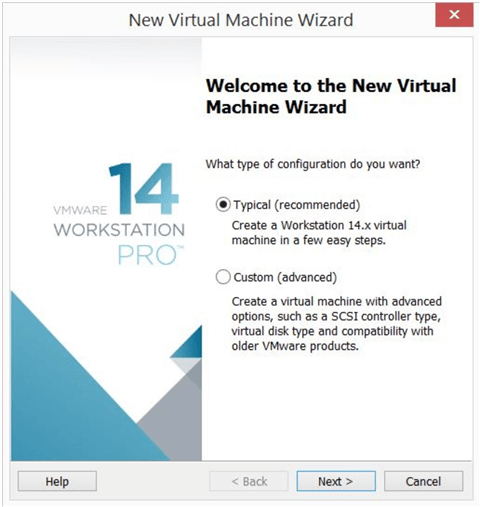 New Virtual Machine Wizard
Welcome to the New Virtual
Machine Wizard
What type of configuration do you want?
Typical (recommended)
Create a Workstation 14.x virtual
machine in a few easy steps.
Custom (advanced)
Create a virtual machine with advanced
options, such as a SCSI controller type,
virtual disk type and compatibility with
older VMware products.
14
VMWARE
WORKSTATION
PRO™
Help
< Back
Next >
Cancel